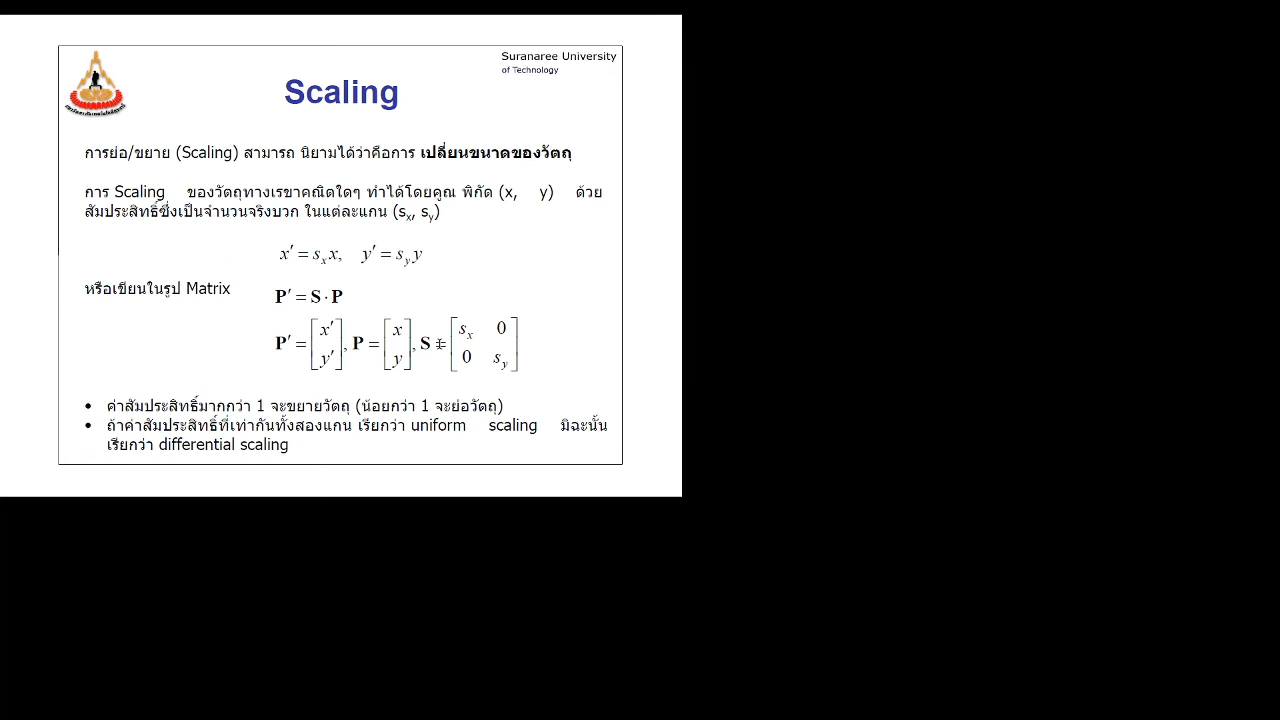 Suranaree University
of Technology
Scaling
การย่อ/ขยาย (Scaling) สามารถ นิยามได้ว่าคือการ เปลี่ยนขนาดของวัตถุ
การ Scaling ของวัตถุทางเรขาคณิตใดๆ ทำได้โดยคูณ พิกัด (x, y) ด้วย
สัมประสิทธิ์ซึ่งเป็นจำนวนจริงบวก ในแต่ละแกน (sx, sy)
x′ = sx x, y′ = sy y
หรือเขียนในรูป Matrix
P′ = S · P
P′ = [x′ y′], P = [x y], S = [sx 0 0 sy]
• ค่าสัมประสิทธิ์มากกว่า 1 จะขยายวัตถุ (น้อยกว่า 1 จะย่อวัตถุ)
• ถ้าค่าสัมประสิทธิ์ที่เท่ากันทั้งสองแกน เรียกว่า uniform scaling มิฉะนั้น
เรียกว่า differential scaling